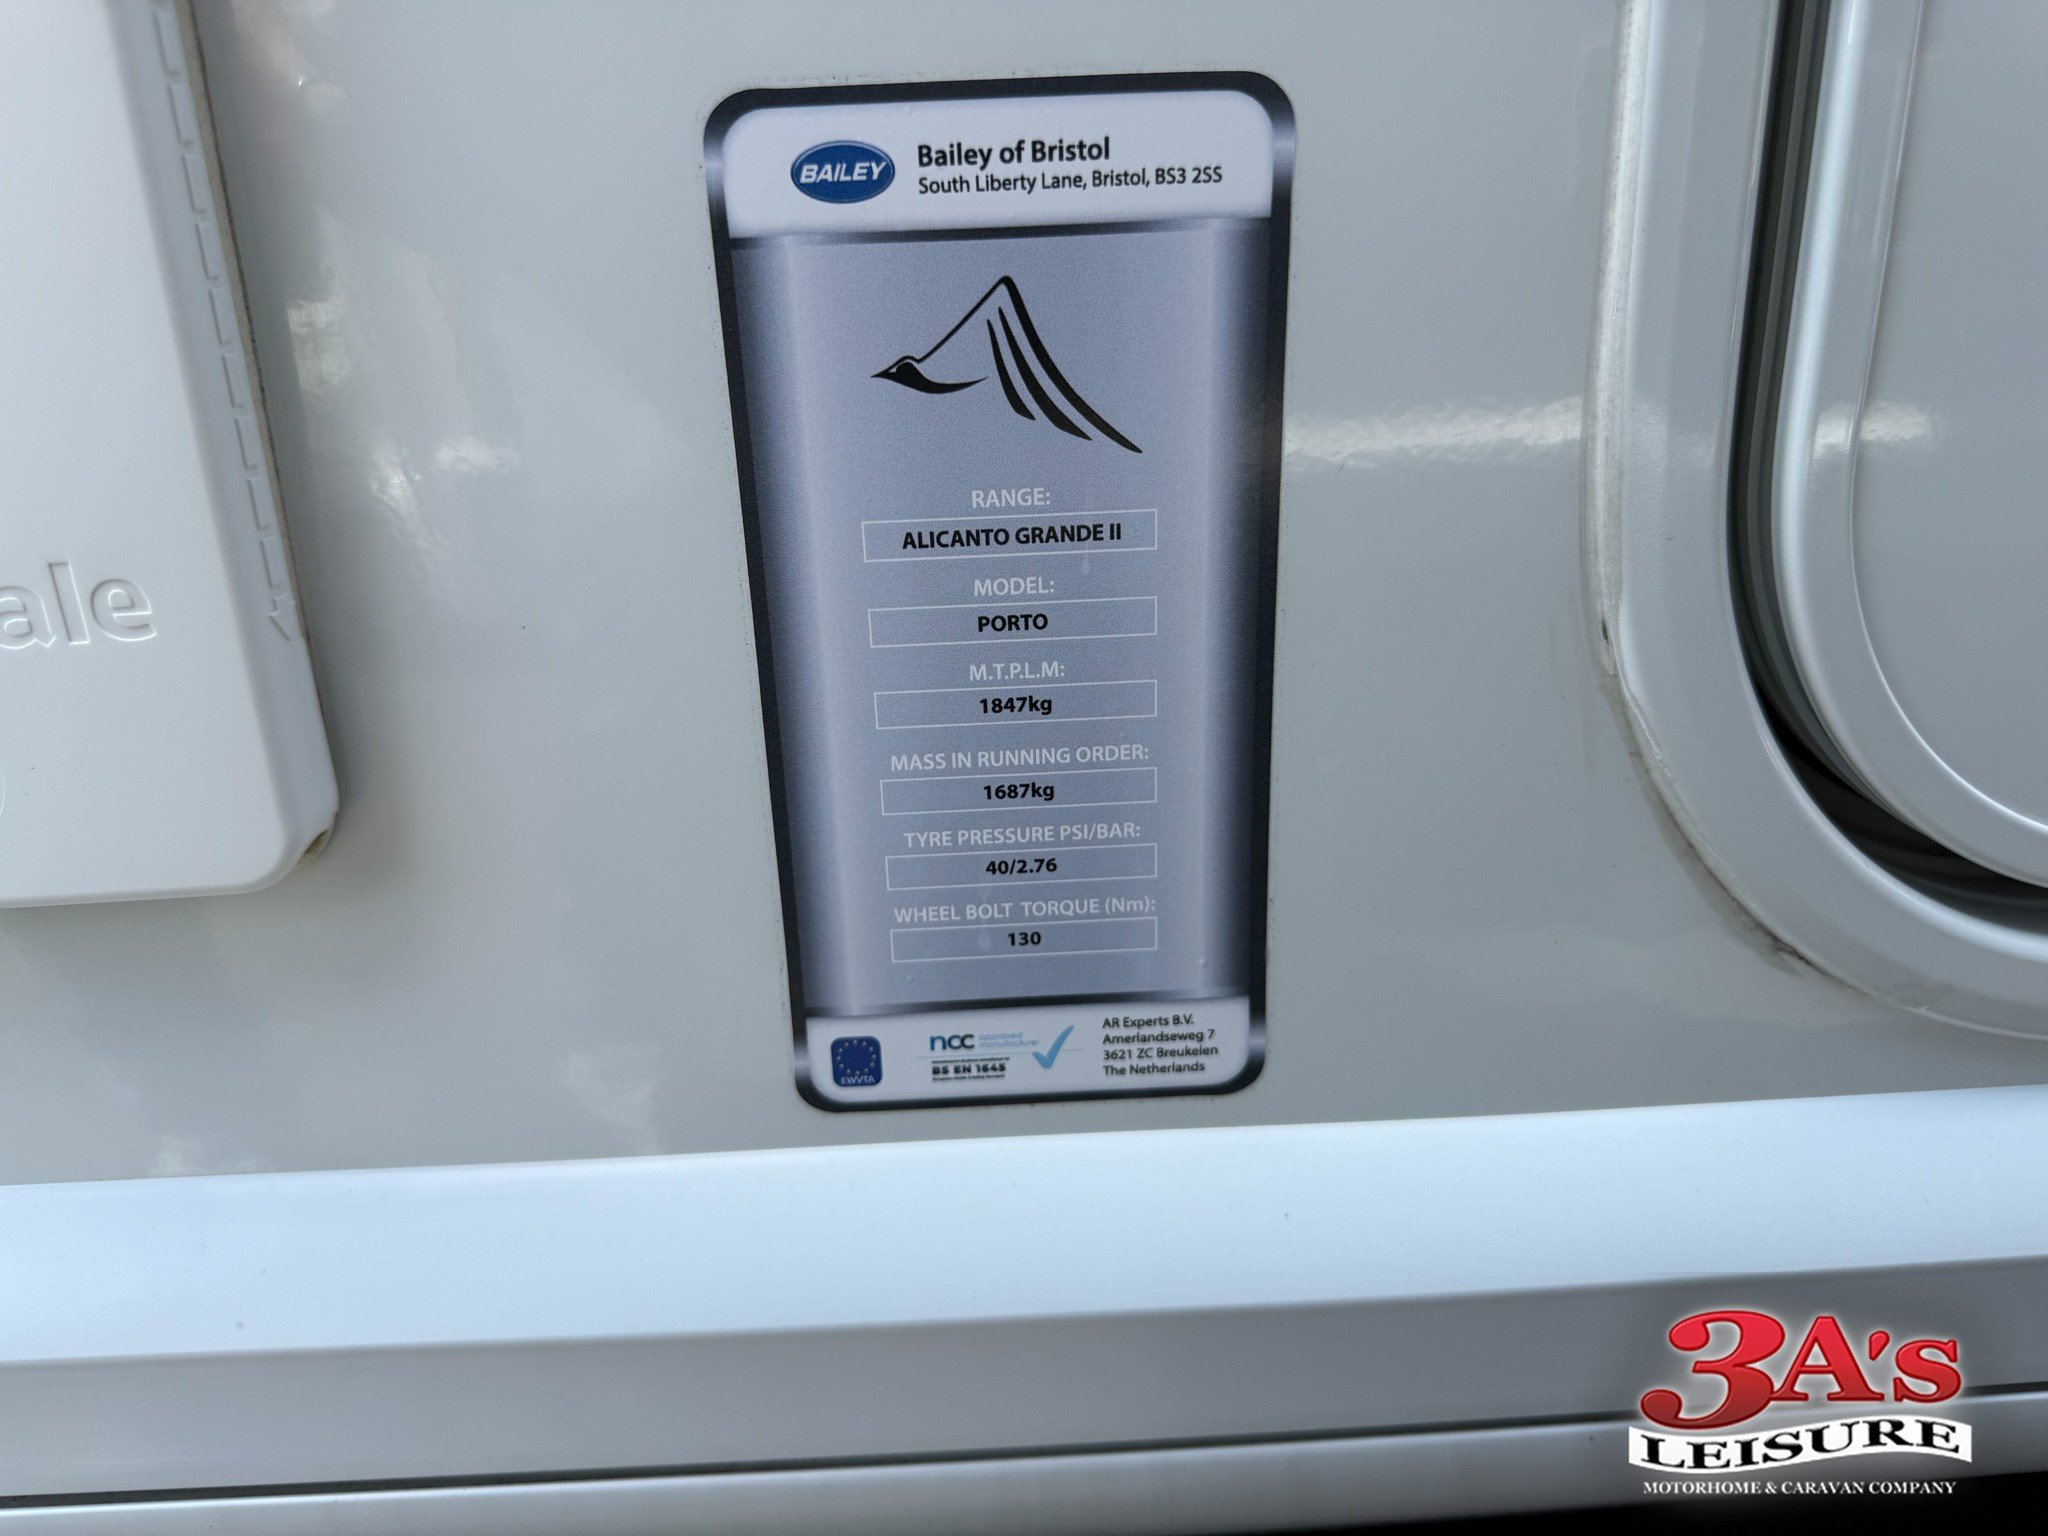 BAILEY
Bailey of Bristol
South Liberty Lane, Bristol, BS3 2SS
RANGE:
ALICANTO GRANDE II
MODEL:
PORTO
M.T.P.L.M:
1847kg
MASS IN RUNNING ORDER:
1687kg
TYRE PRESSURE PSI/BAR:
40/2.76
WHEEL BOLT TORQUE (Nm):
130
EWVTA
ncc approved
manufacturer
BS EN 1645
AR Experts B.V.
Amerlandseweg 7
3621 ZC Breukelen
The Netherlands
ale
3A's
LEISURE
MOTORHOME & CARAVAN COMPANY